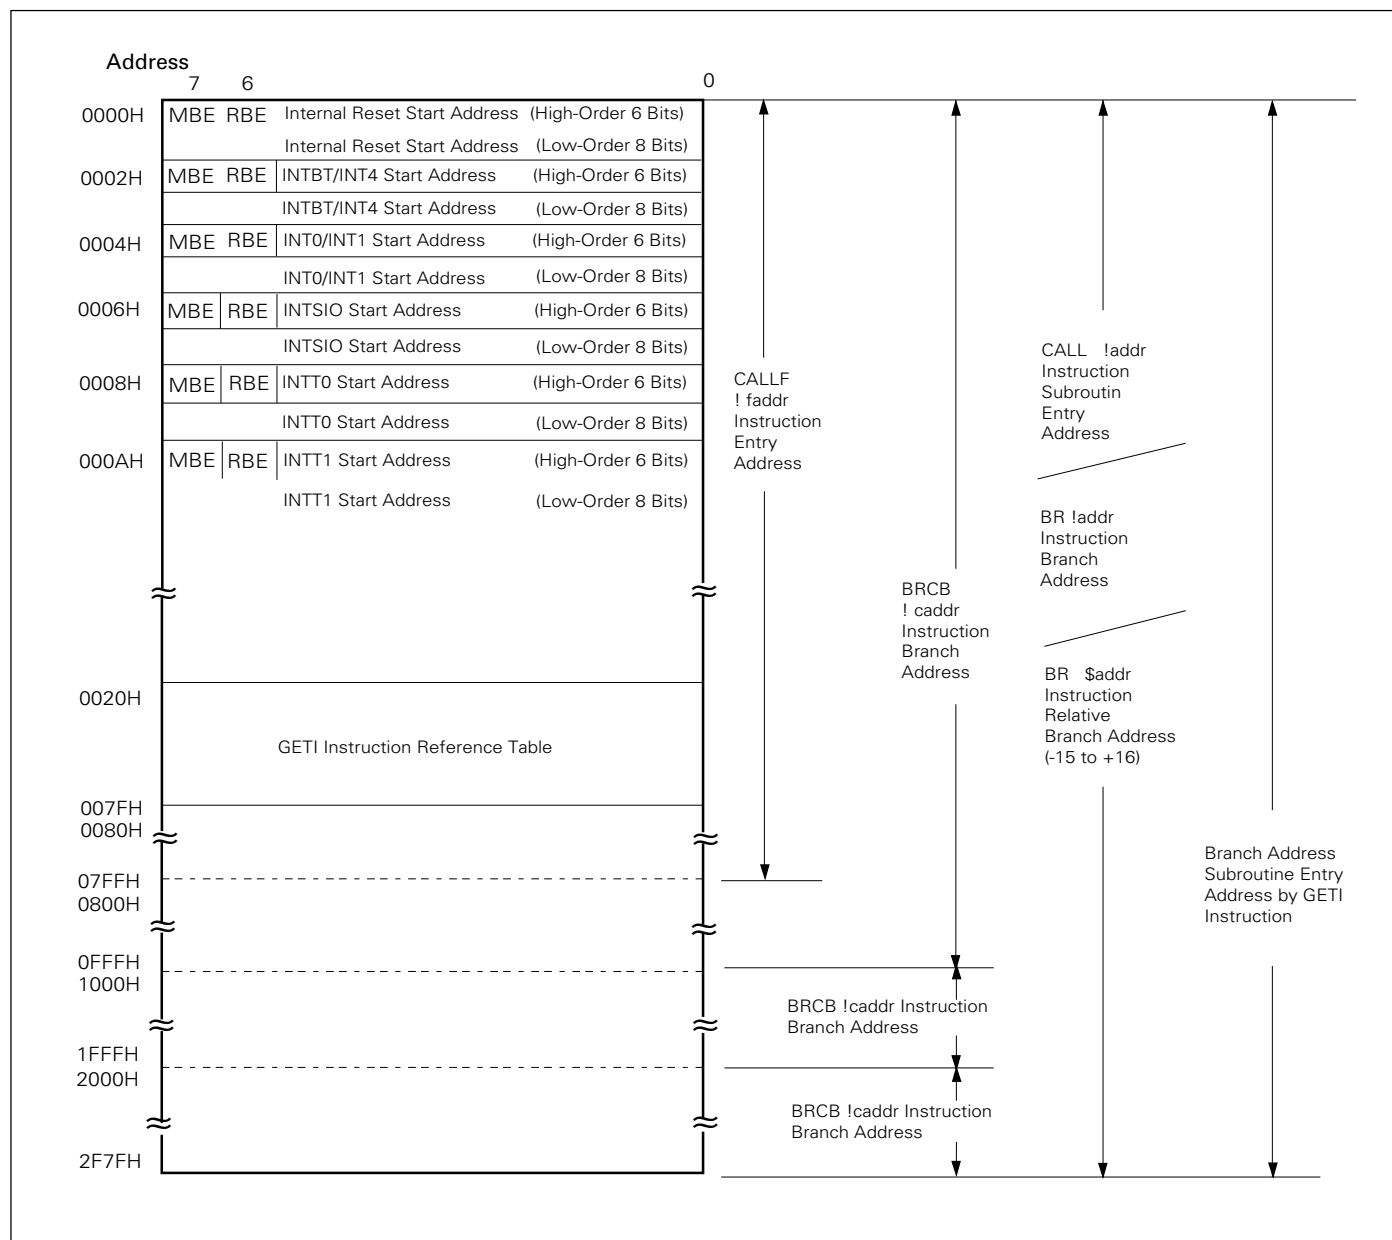 Address
7 6 0
0000H MBE RBE Internal Reset Start Address (High-Order 6 Bits)
Internal Reset Start Address (Low-Order 8 Bits)
0002H MBE RBE INTBT/INT4 Start Address (High-Order 6 Bits)
INTBT/INT4 Start Address (Low-Order 8 Bits)
0004H MBE RBE INT0/INT1 Start Address (High-Order 6 Bits)
INT0/INT1 Start Address (Low-Order 8 Bits)
0006H MBE RBE INTSIO Start Address (High-Order 6 Bits)
INTSIO Start Address (Low-Order 8 Bits)
0008H MBE RBE INTT0 Start Address (High-Order 6 Bits)
INTT0 Start Address (Low-Order 8 Bits)
000AH MBE RBE INTT1 Start Address (High-Order 6 Bits)
INTT1 Start Address (Low-Order 8 Bits)
0020H
GETI Instruction Reference Table
007FH
0080H
07FFH
0800H
0FFFH
1000H
1FFFH
2000H
2F7FH
CALLF
! faddr
Instruction
Entry
Address
BRCB
! caddr
Instruction
Branch
Address
BRCB !caddr Instruction
Branch Address
BRCB !caddr Instruction
Branch Address
CALL !addr
Instruction
Subroutin
Entry
Address
BR !addr
Instruction
Branch
Address
BR $addr
Instruction
Relative
Branch Address
(-15 to +16)
Branch Address
Subroutine Entry
Address by GETI
Instruction